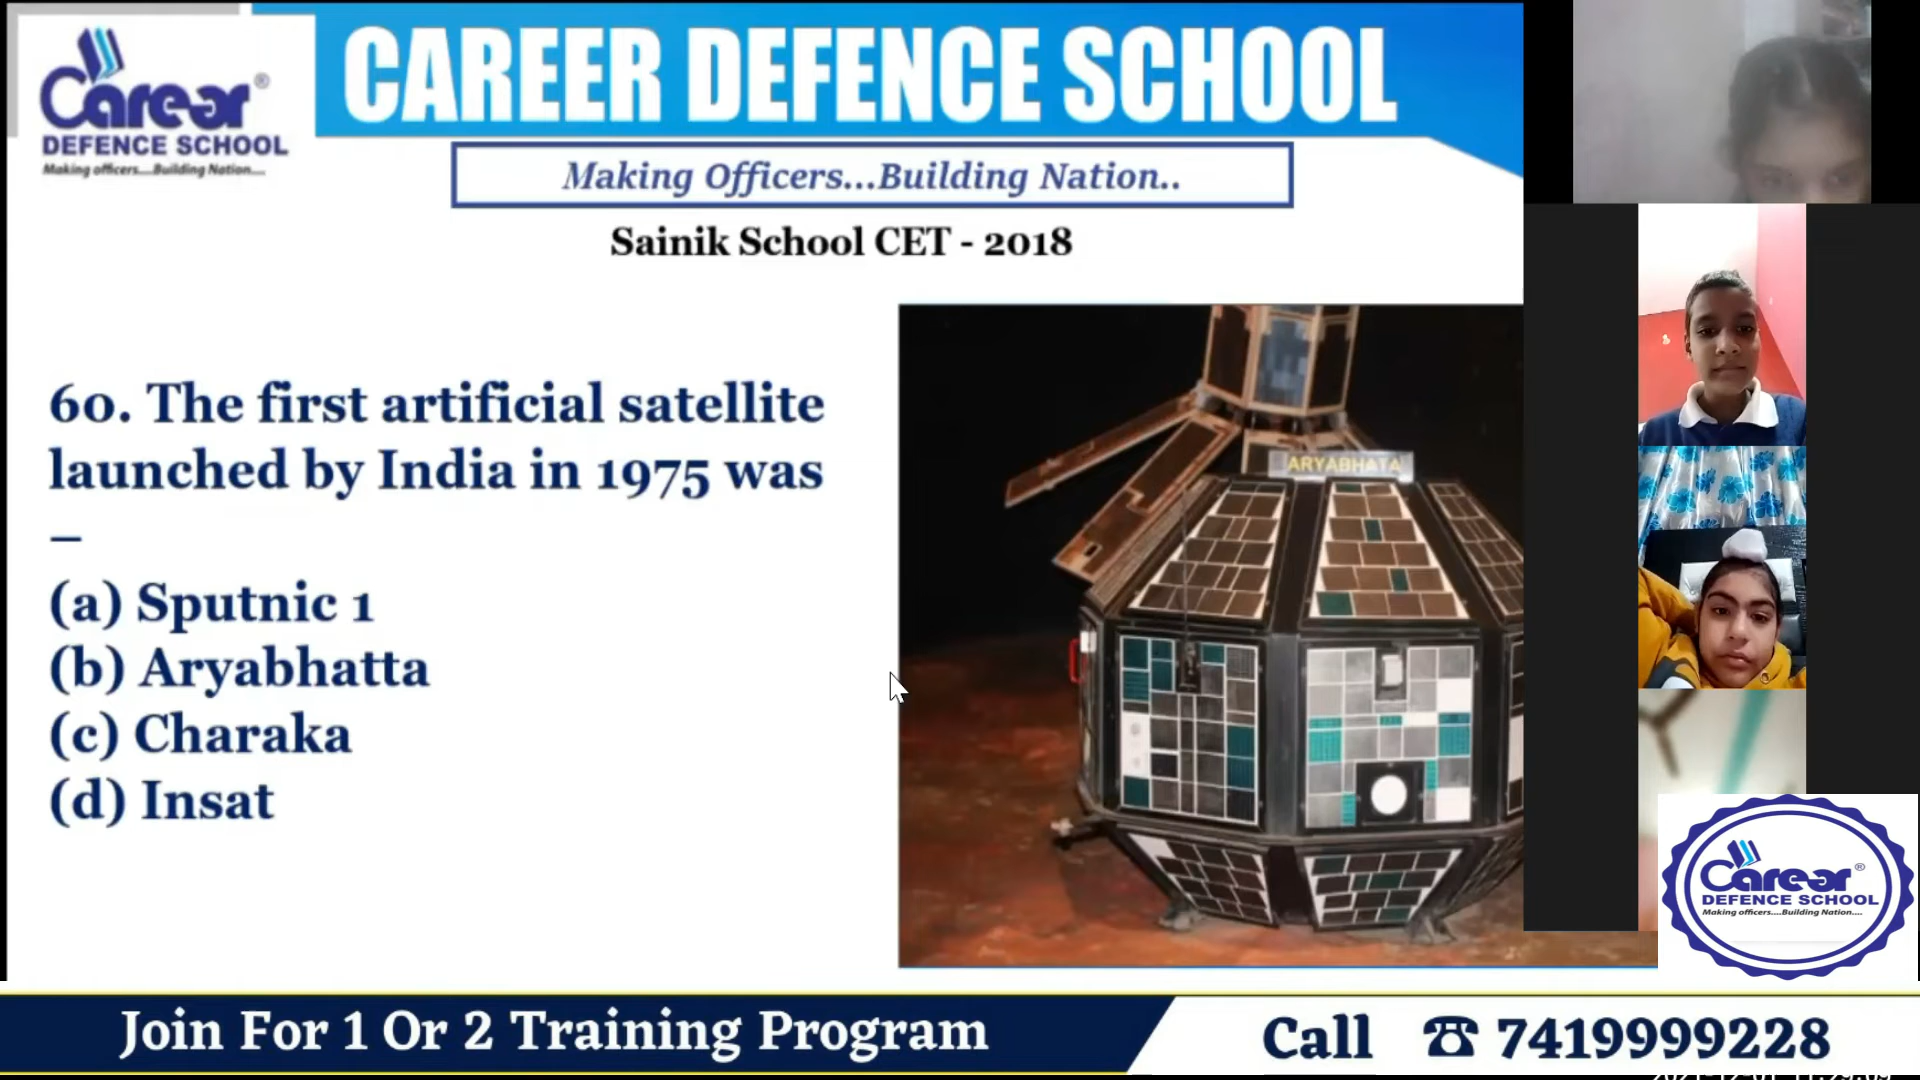 Career®
DEFENCE SCHOOL
Making officers....Building Nation....
CAREER DEFENCE SCHOOL
Making Officers...Building Nation..
Sainik School CET - 2018
60. The first artificial satellite
launched by India in 1975 was
–
(a) Sputnic 1
(b) Aryabhatta
(c) Charaka
(d) Insat
ARYABHATA
Career®
DEFENCE SCHOOL
Making officers....Building Nation....
Join For 1 Or 2 Training Program
Call ☎ 7419999228